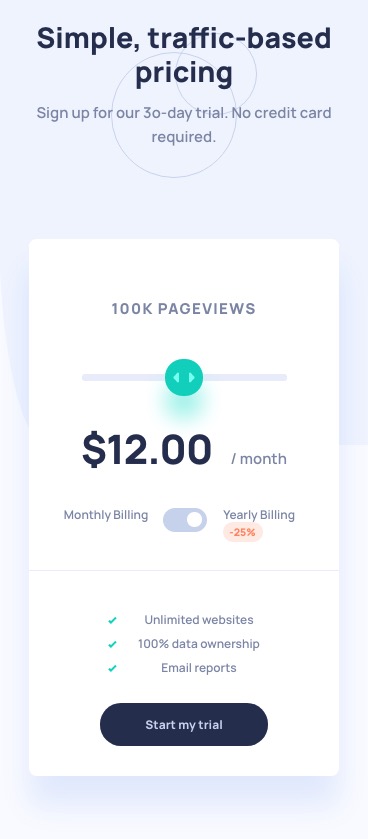 Simple, traffic-based
pricing
Sign up for our 3o-day trial. No credit card
required.
100K PAGEVIEWS
$12.00 / month
Monthly Billing
Yearly Billing
-25%
Unlimited websites
100% data ownership
Email reports
Start my trial